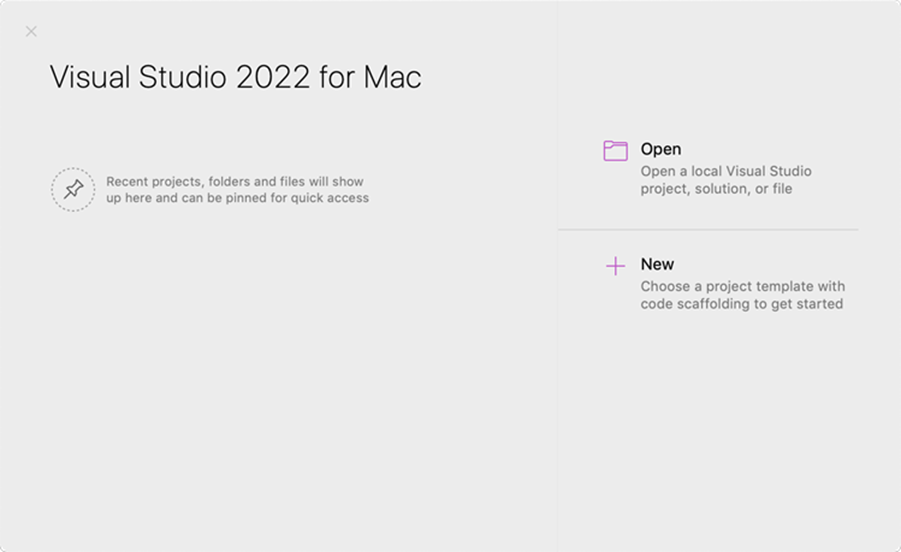 Visual Studio 2022 for Mac
Recent projects, folders and files will show
up here and can be pinned for quick access
Open
Open a local Visual Studio
project, solution, or file
New
Choose a project template with
code scaffolding to get started